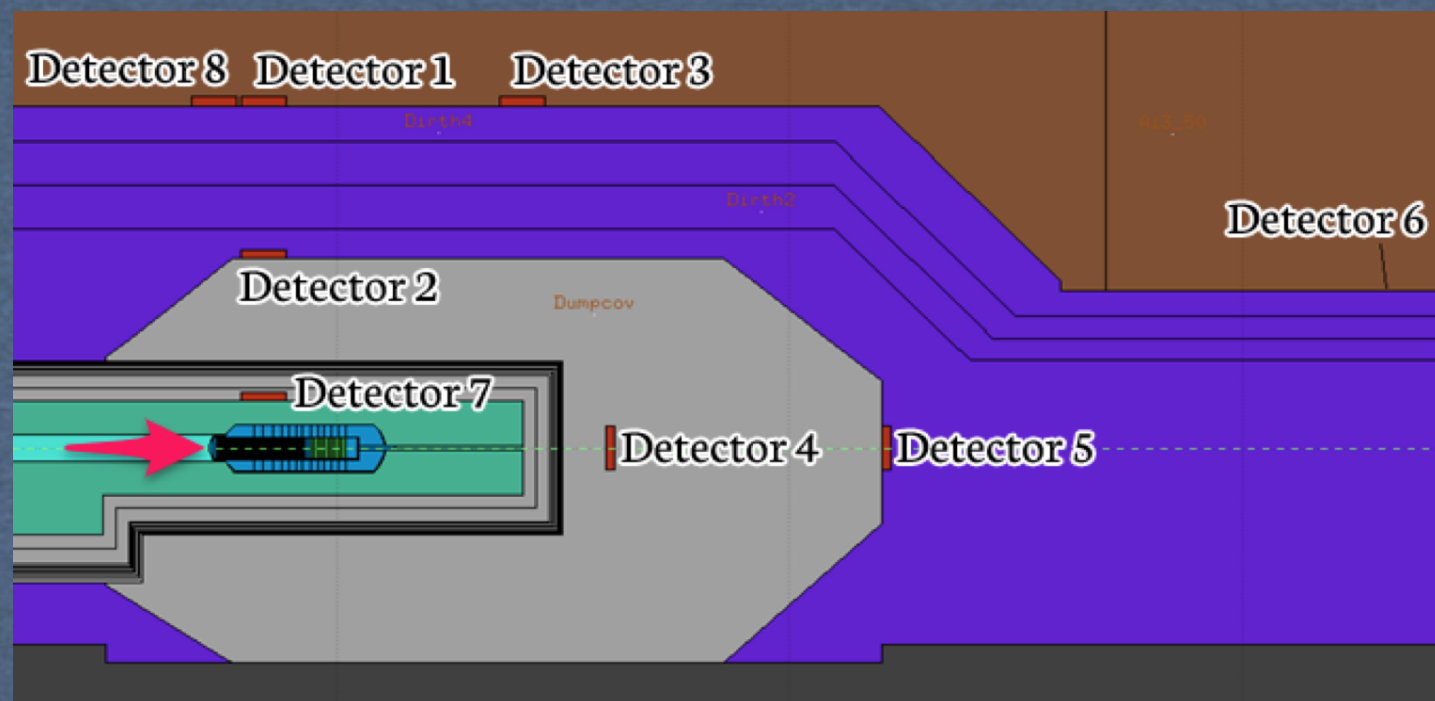 Detector 8
Detector 1
Detector 3
Dirth4
Dirth2
Detector 6
Detector 2
Dumpcov
Detector 7
Detector 4
Detector 5